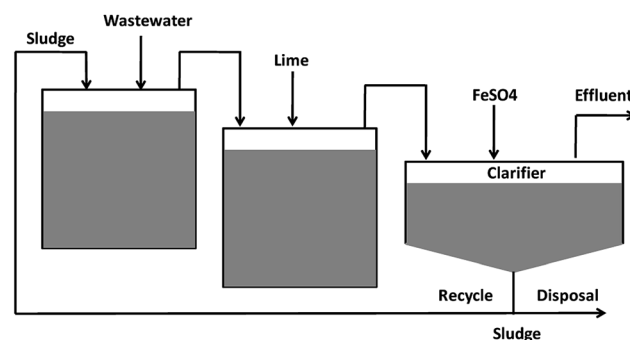 Wastewater
Sludge
Lime
FeSO4
Effluent
Clarifier
Recycle
Disposal
Sludge